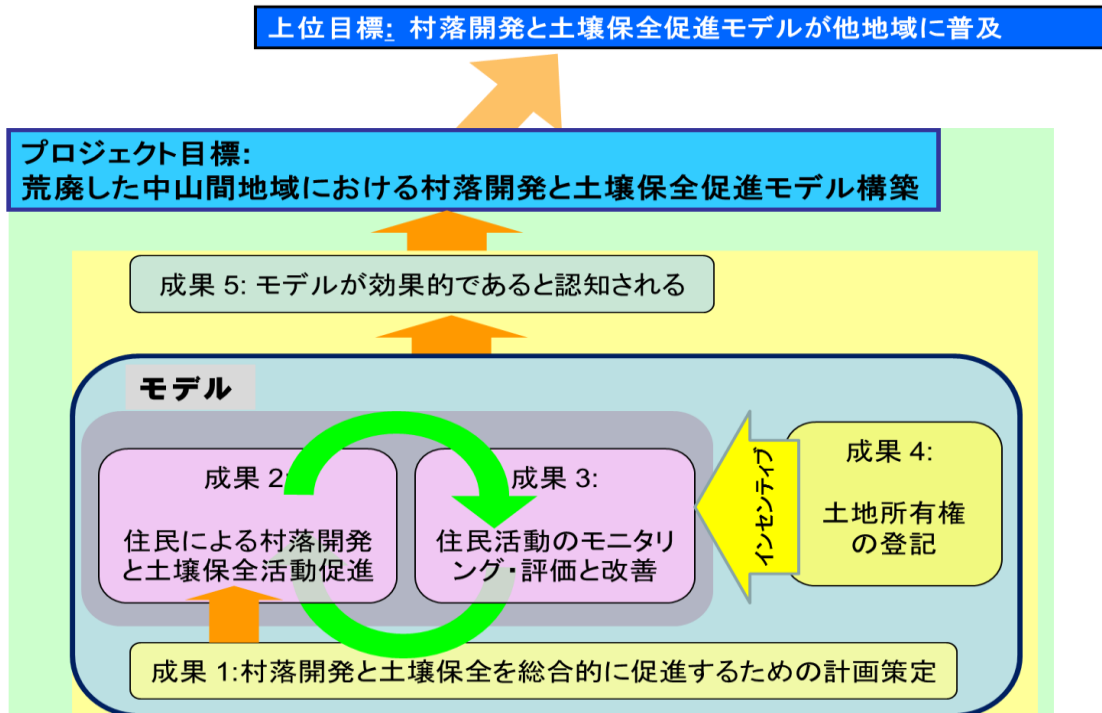 上位目標: 村落開発と土壌保全促進モデルが他地域に普及
プロジェクト目標:
荒廃した中山間地域における村落開発と土壌保全促進モデル構築
成果 5: モデルが効果的であると認知される
モデル
成果 2:
住民による村落開発
と土壌保全活動促進
成果 3:
住民活動のモニタリ
ング・評価と改善
インセンティブ
成果 4:
土地所有権
の登記
成果 1:村落開発と土壌保全を総合的に促進するための計画策定